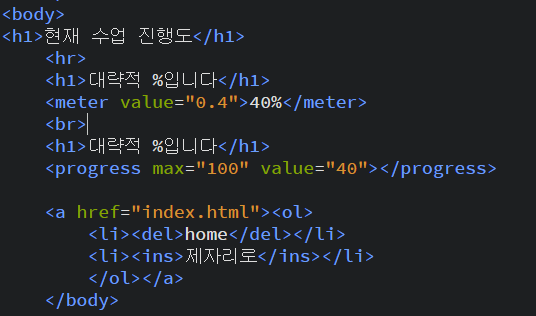 <body>
<h1>현재 수업 진행도</h1>
<hr>
<h1>대략적 %입니다</h1>
<meter value="0.4">40%</meter>
<br>
<h1>대략적 %입니다</h1>
<progress max="100" value="40"></progress>
<a href="index.html"><ol>
<li><del>home</del></li>
<li><ins>제자리로</ins></li>
</ol></a>
</body>